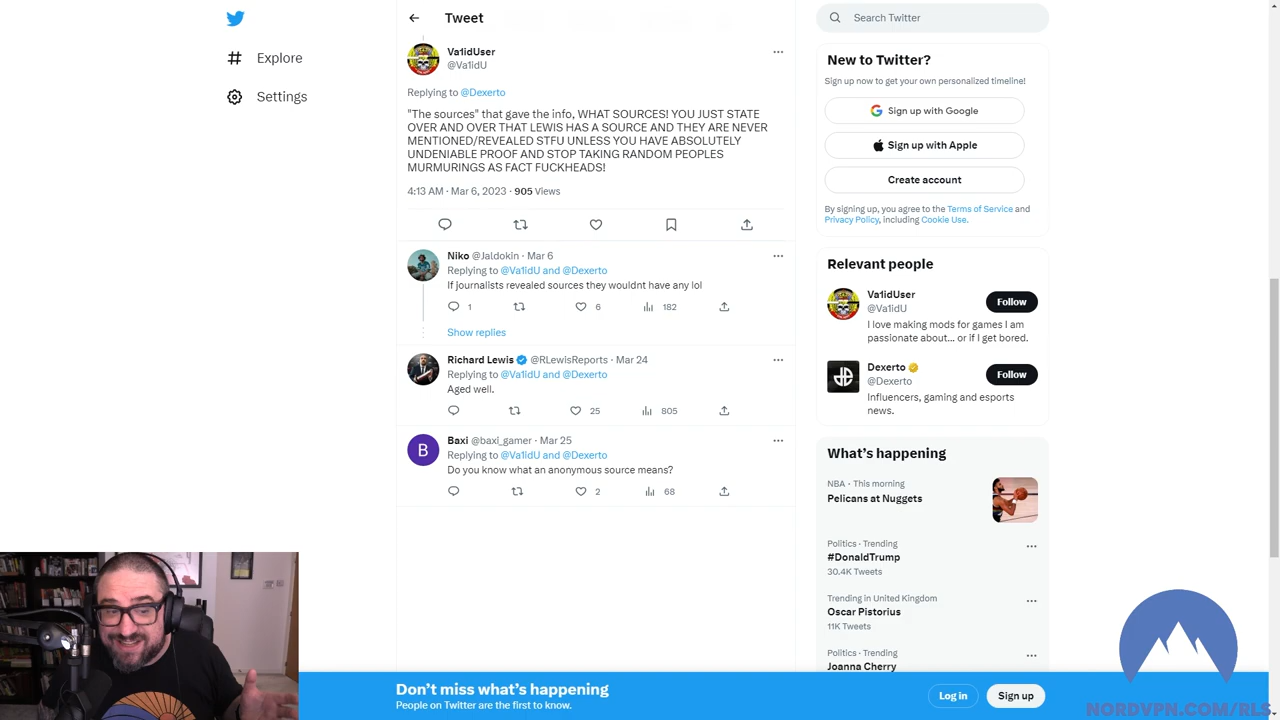 Tweet
Search Twitter
Explore
Settings
Va1idUser
@Va1idU
Replying to @Dexerto
"The sources" that gave the info, WHAT SOURCES! YOU JUST STATE
OVER AND OVER THAT LEWIS HAS A SOURCE AND THEY ARE NEVER
MENTIONED/REVEALED STFU UNLESS YOU HAVE ABSOLUTELY
UNDENIABLE PROOF AND STOP TAKING RANDOM PEOPLES
MURMURINGS AS FACT FUCKHEADS!
4:13 AM · Mar 6, 2023 · 905 Views
Niko @Jaldokin · Mar 6
Replying to @Va1idU and @Dexerto
If journalists revealed sources they wouldnt have any lol
1 6 182
Show replies
Richard Lewis @RLewisReports · Mar 24
Replying to @Va1idU and @Dexerto
Aged well.
25 805
B
Baxi @baxi_gamer · Mar 25
Replying to @Va1idU and @Dexerto
Do you know what an anonymous source means?
2 68
New to Twitter?
Sign up now to get your own personalized timeline!
Sign up with Google
Sign up with Apple
Create account
By signing up, you agree to the Terms of Service and
Privacy Policy, including Cookie Use.
Relevant people
Va1idUser
@Va1idU
Follow
I love making mods for games I am
passionate about... or if I get bored.
Dexerto
@Dexerto
Follow
Influencers, gaming and esports
news.
What's happening
NBA · This morning
Pelicans at Nuggets
Politics · Trending
#DonaldTrump
30.4K Tweets
Trending in United Kingdom
Oscar Pistorius
11K Tweets
Politics · Trending
Joanna Cherry
Don't miss what's happening
People on Twitter are the first to know.
Log in
Sign up
NORDVPN.COM/RLS